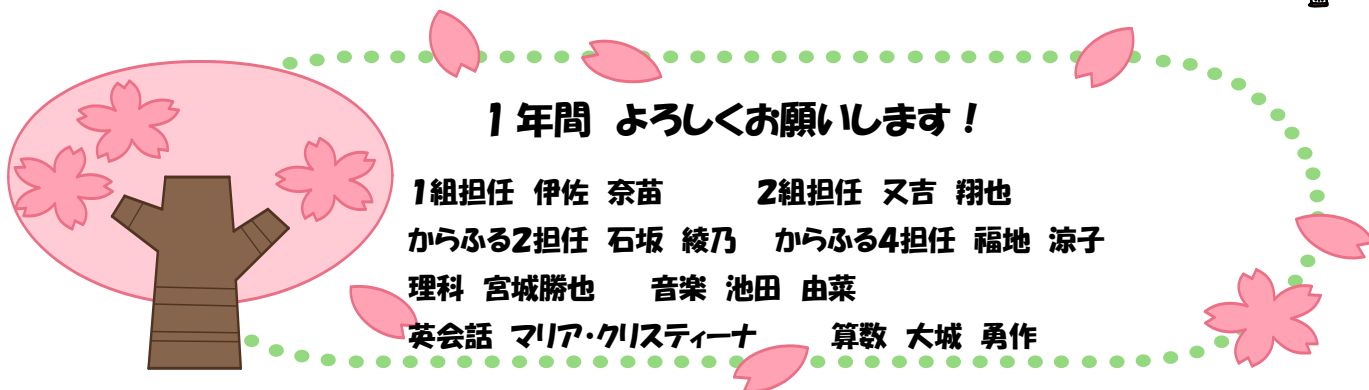 1年間 よろしくお願いします！
1組担任 伊佐 奈苗 2組担任 又吉 翔也
からふる2担任 石坂 綾乃 からふる4担任 福地 涼子
理科 宮城勝也 音楽 池田 由菜
英会話 マリア・クリスティーナ 算数 大城 勇作